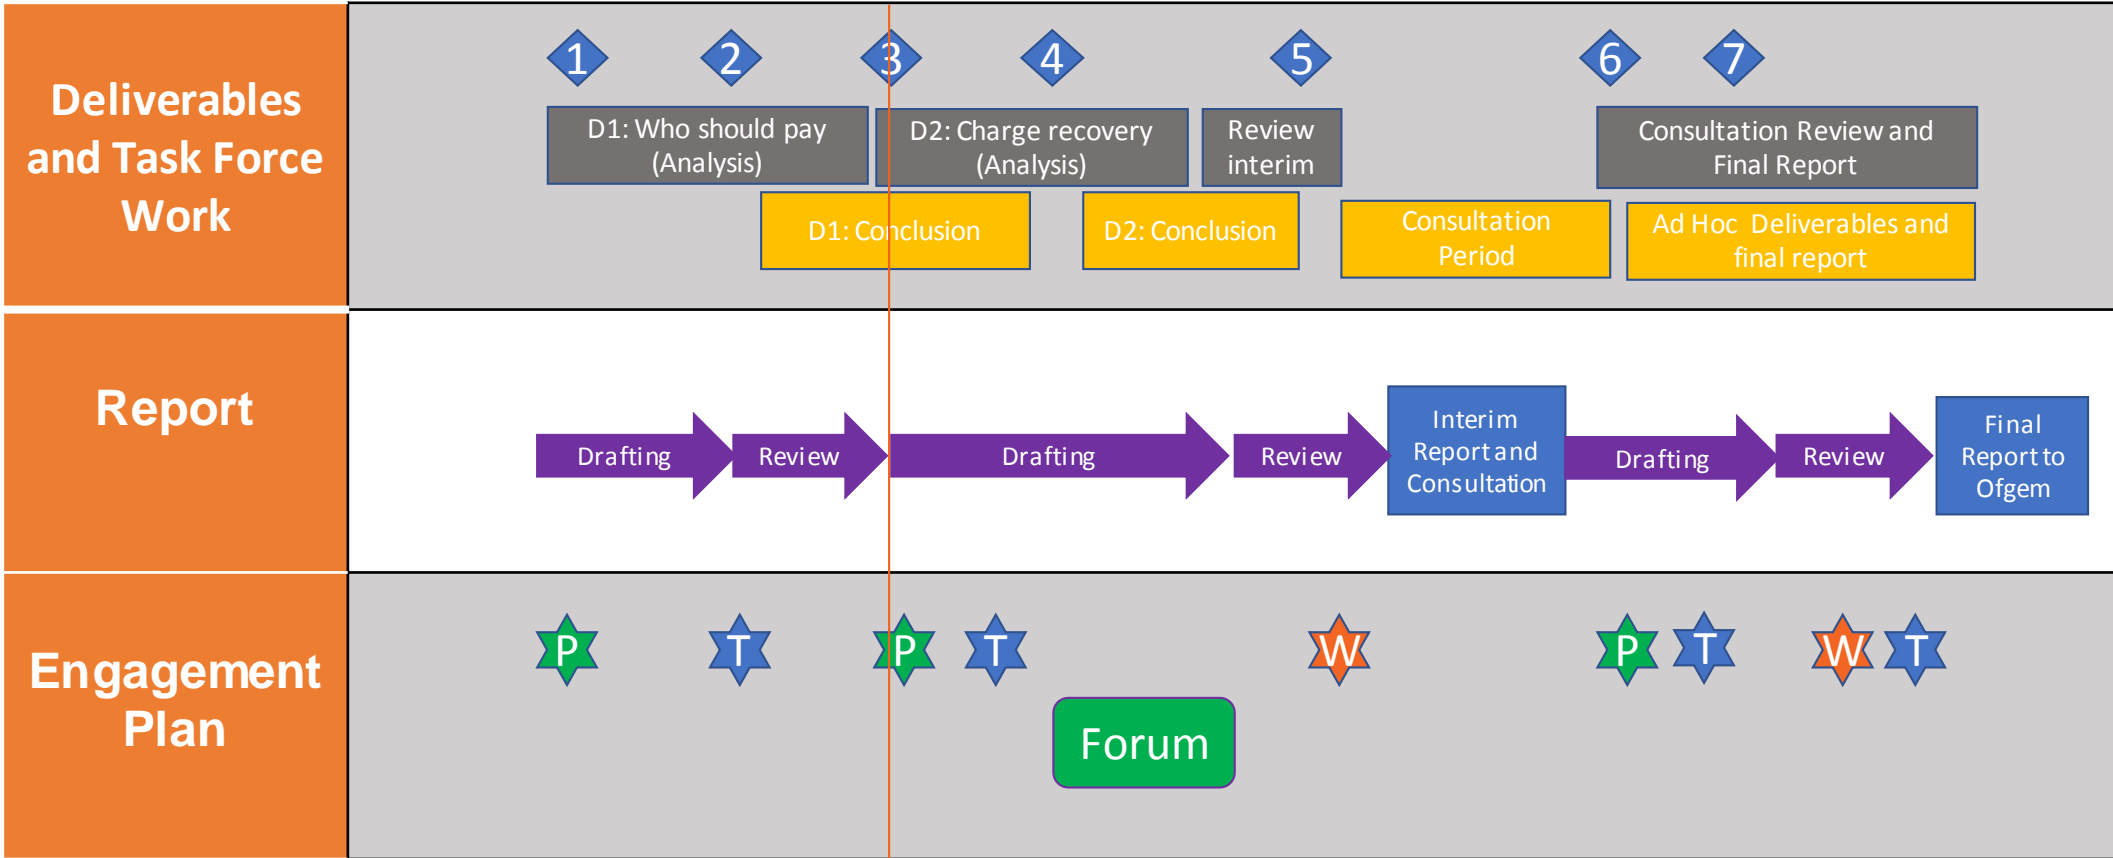 Deliverables
and Task Force
Work
1 2 3 4 5 6 7
D1: Who should pay
(Analysis)
D2: Charge recovery
(Analysis)
Review
interim
Consultation Review and
Final Report
D1: Conclusion
D2: Conclusion
Consultation
Period
Ad Hoc Deliverables and
final report
Report
Drafting
Review
Drafting
Review
Interim
Report and
Consultation
Drafting
Review
Final
Report to
Ofgem
Engagement
Plan
P T P T W P T W T
Forum